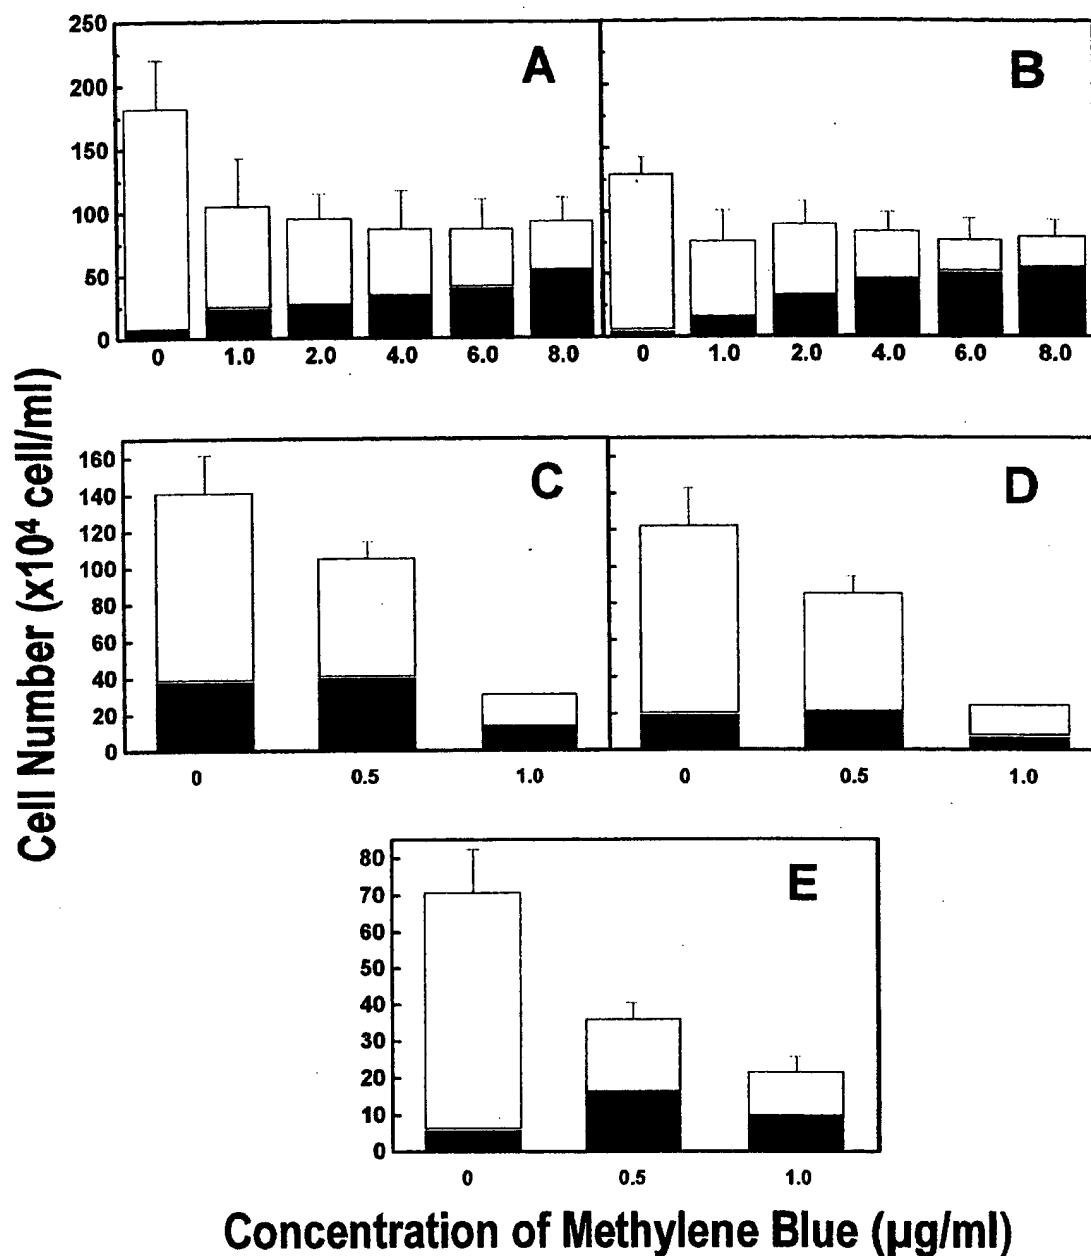 250
200
150
100
50
0
A
B
0 1.0 2.0 4.0 6.0 8.0 0 1.0 2.0 4.0 6.0 8.0
Cell Number (x10⁴ cell/ml)
160
140
120
100
80
60
40
20
0
C
D
0 0.5 1.0 0 0.5 1.0
80
70
60
50
40
30
20
10
0
E
0 0.5 1.0
Concentration of Methylene Blue (µg/ml)